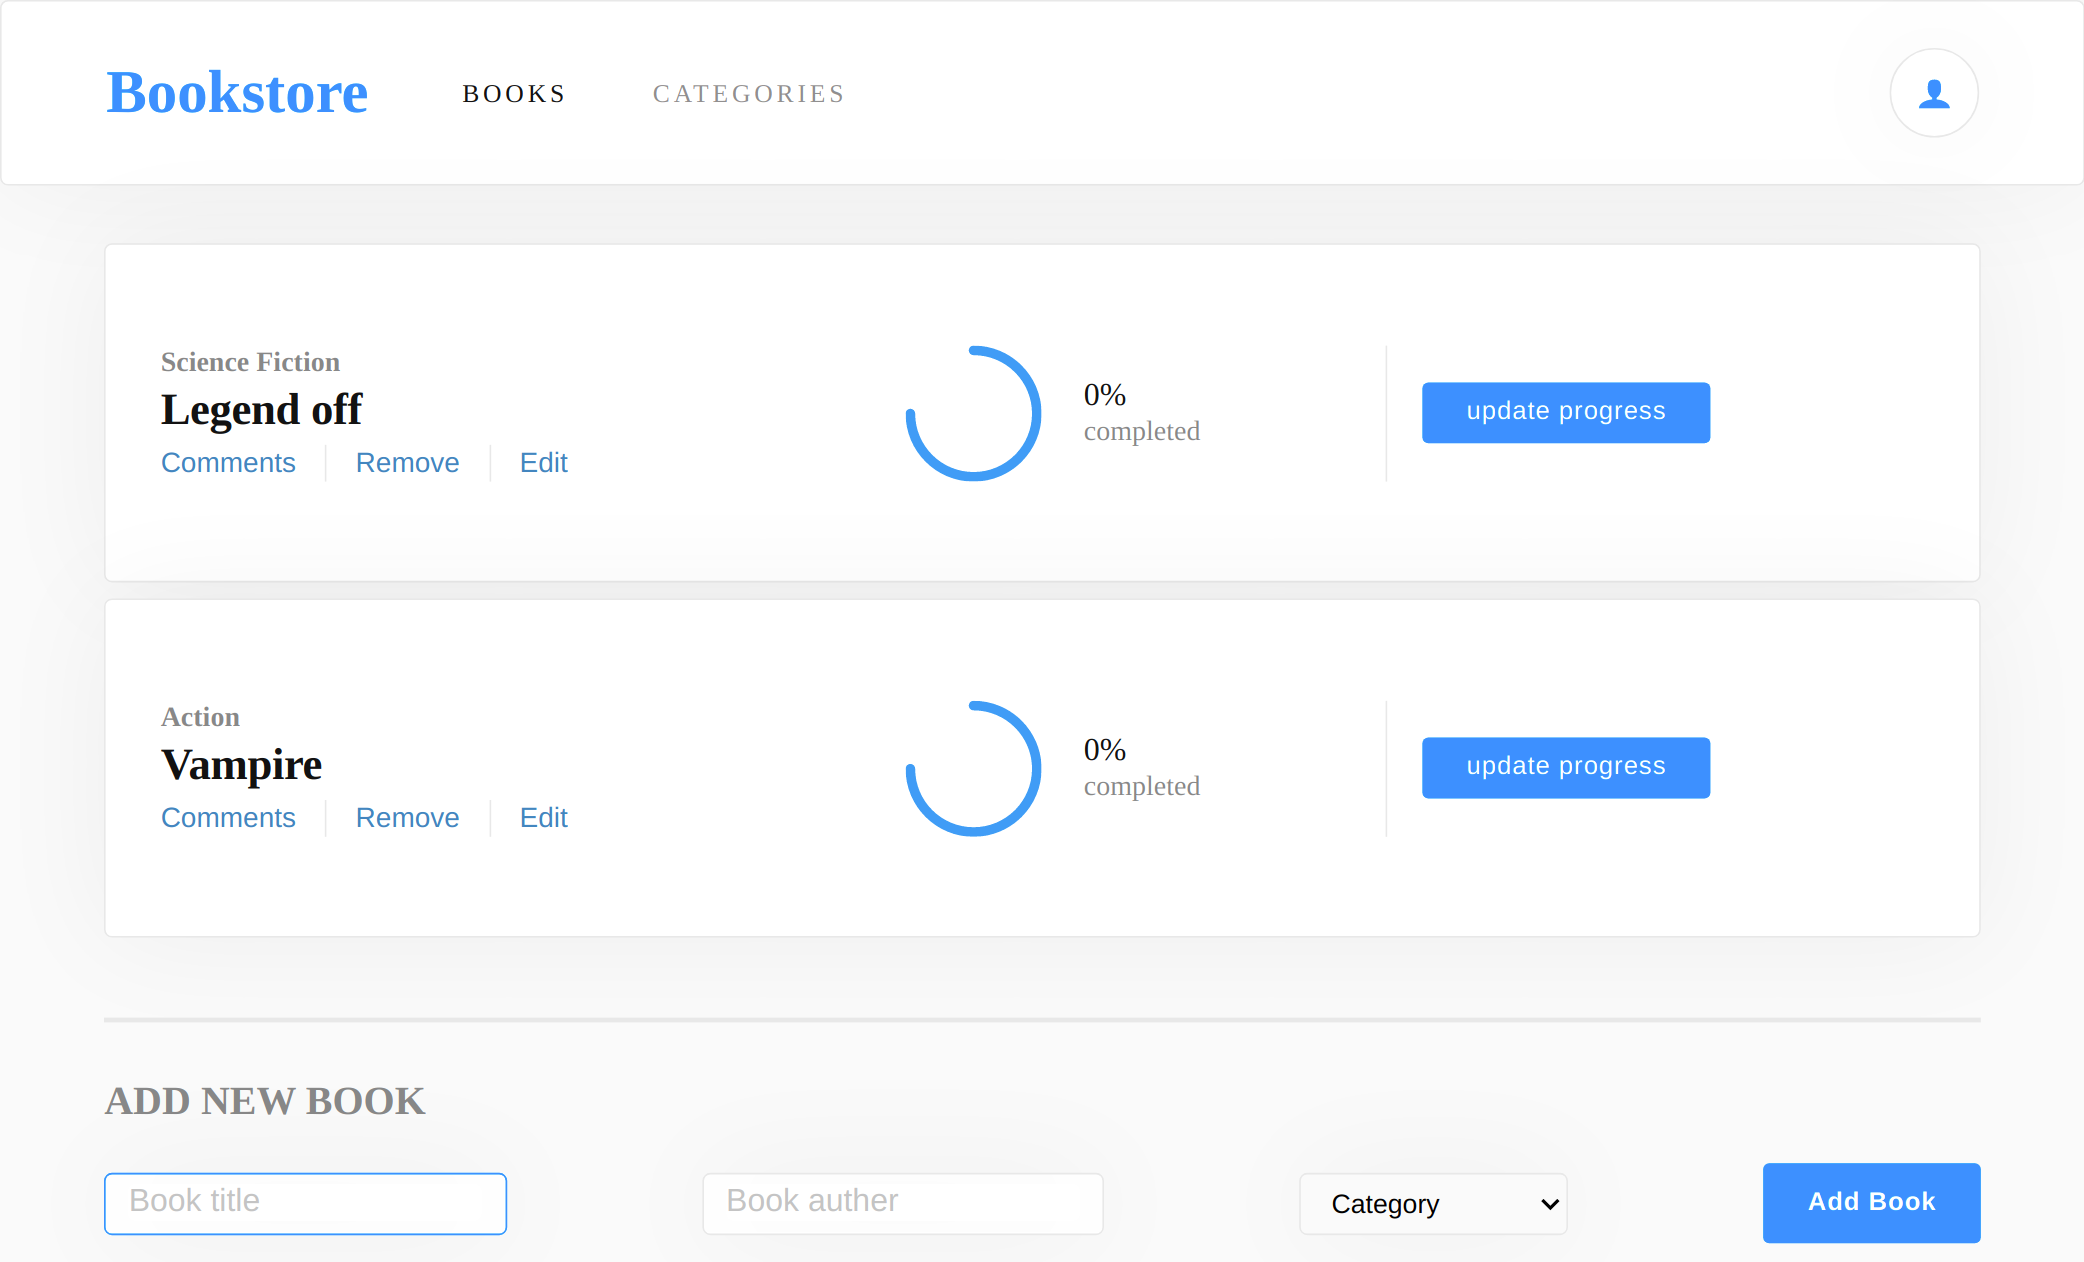 Bookstore BOOKS CATEGORIES
Science Fiction
Legend off
Comments Remove Edit
0%
completed
update progress
Action
Vampire
Comments Remove Edit
0%
completed
update progress
ADD NEW BOOK
Book title Book auther Category Add Book